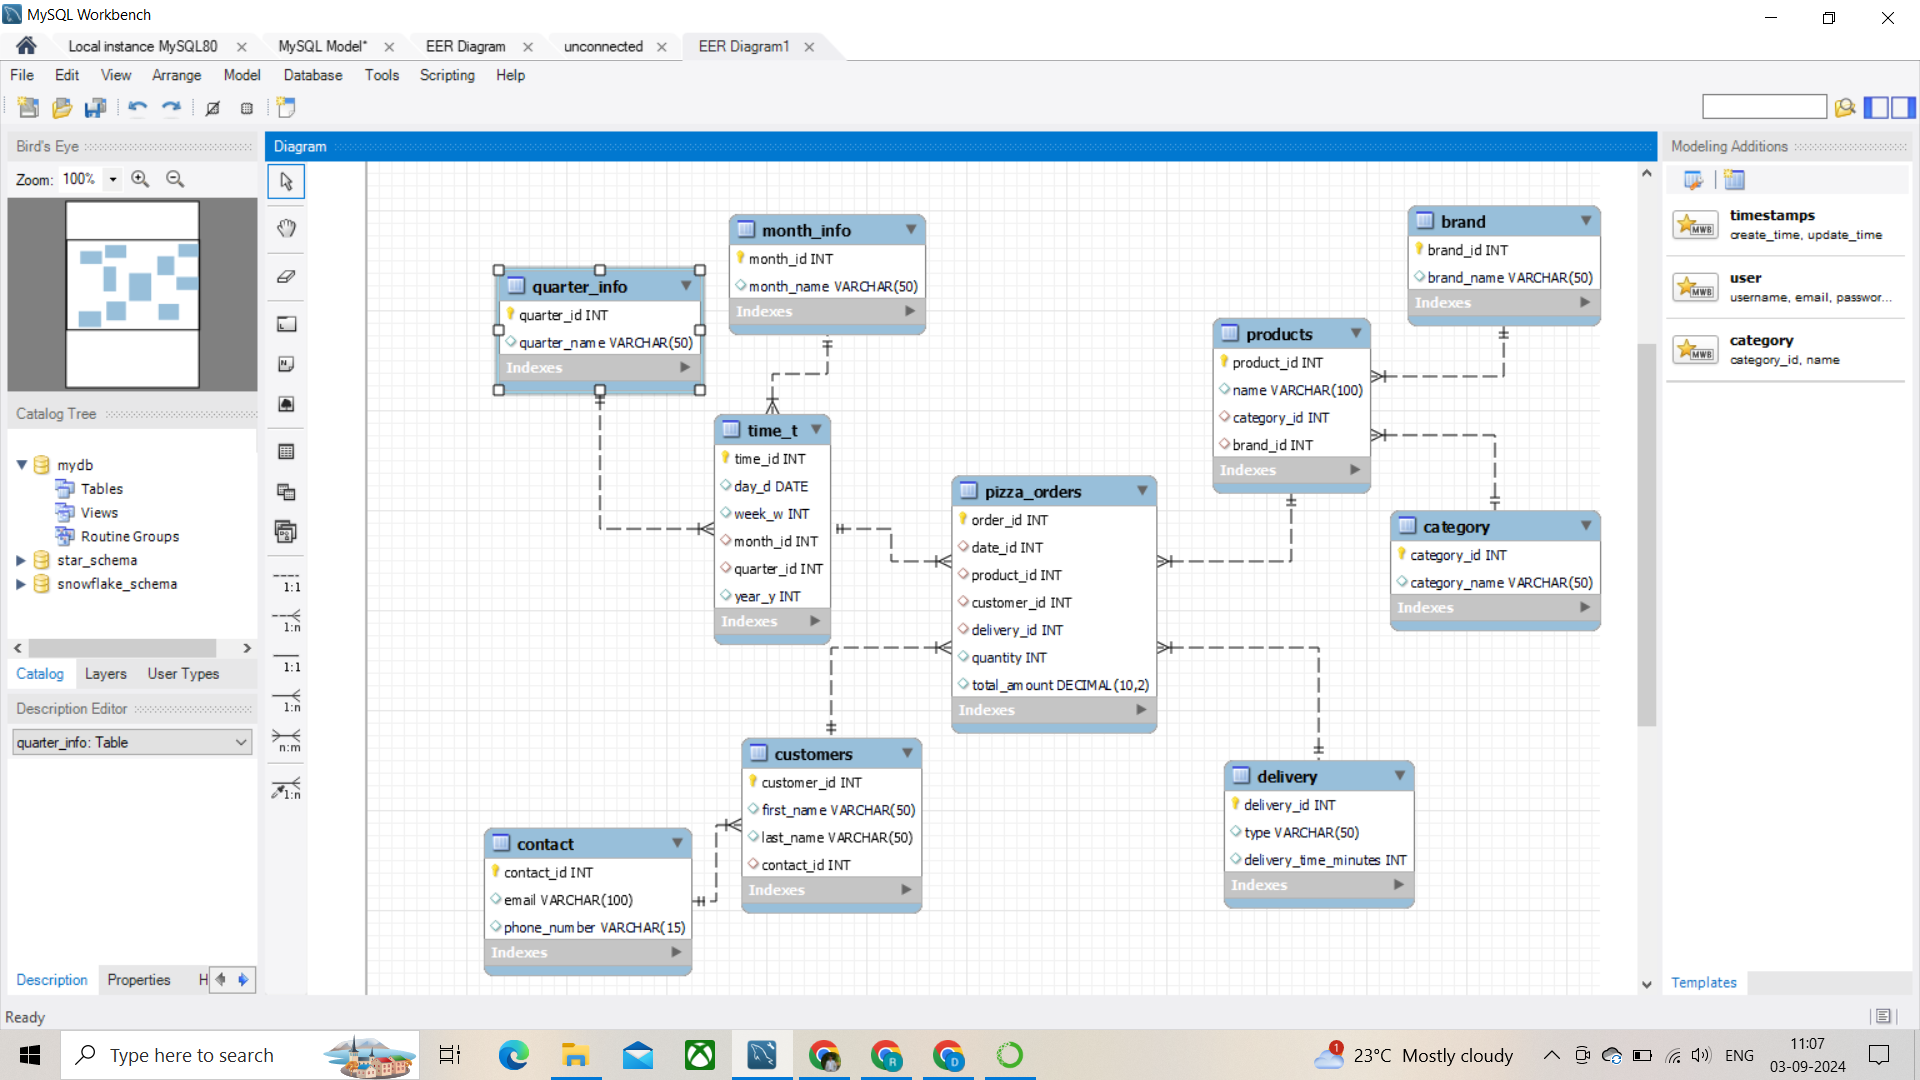 MySQL Workbench
Local instance MySQL80
MySQL Model*
EER Diagram
unconnected
EER Diagram1
File Edit View Arrange Model Database Tools Scripting Help
Bird's Eye
Zoom: 100%
Catalog Tree
mydb
Tables
Views
Routine Groups
star_schema
snowflake_schema
Catalog Layers User Types
Description Editor
quarter_info: Table
Description Properties H
Ready
Diagram
1:1
1:n
1:1
1:n
n:m
1:n
quarter_info
quarter_id INT
quarter_name VARCHAR(50)
Indexes
month_info
month_id INT
month_name VARCHAR(50)
Indexes
time_t
time_id INT
day_d DATE
week_w INT
month_id INT
quarter_id INT
year_y INT
Indexes
pizza_orders
order_id INT
date_id INT
product_id INT
customer_id INT
delivery_id INT
quantity INT
total_amount DECIMAL(10,2)
Indexes
products
product_id INT
name VARCHAR(100)
category_id INT
brand_id INT
Indexes
brand
brand_id INT
brand_name VARCHAR(50)
Indexes
category
category_id INT
category_name VARCHAR(50)
Indexes
customers
customer_id INT
first_name VARCHAR(50)
last_name VARCHAR(50)
contact_id INT
Indexes
contact
contact_id INT
email VARCHAR(100)
phone_number VARCHAR(15)
Indexes
delivery
delivery_id INT
type VARCHAR(50)
delivery_time_minutes INT
Indexes
Modeling Additions
MWB
timestamps
create_time, update_time
MWB
user
username, email, passwor...
MWB
category
category_id, name
Templates
Type here to search
R
D
1
23°C Mostly cloudy
ENG
11:07
03-09-2024